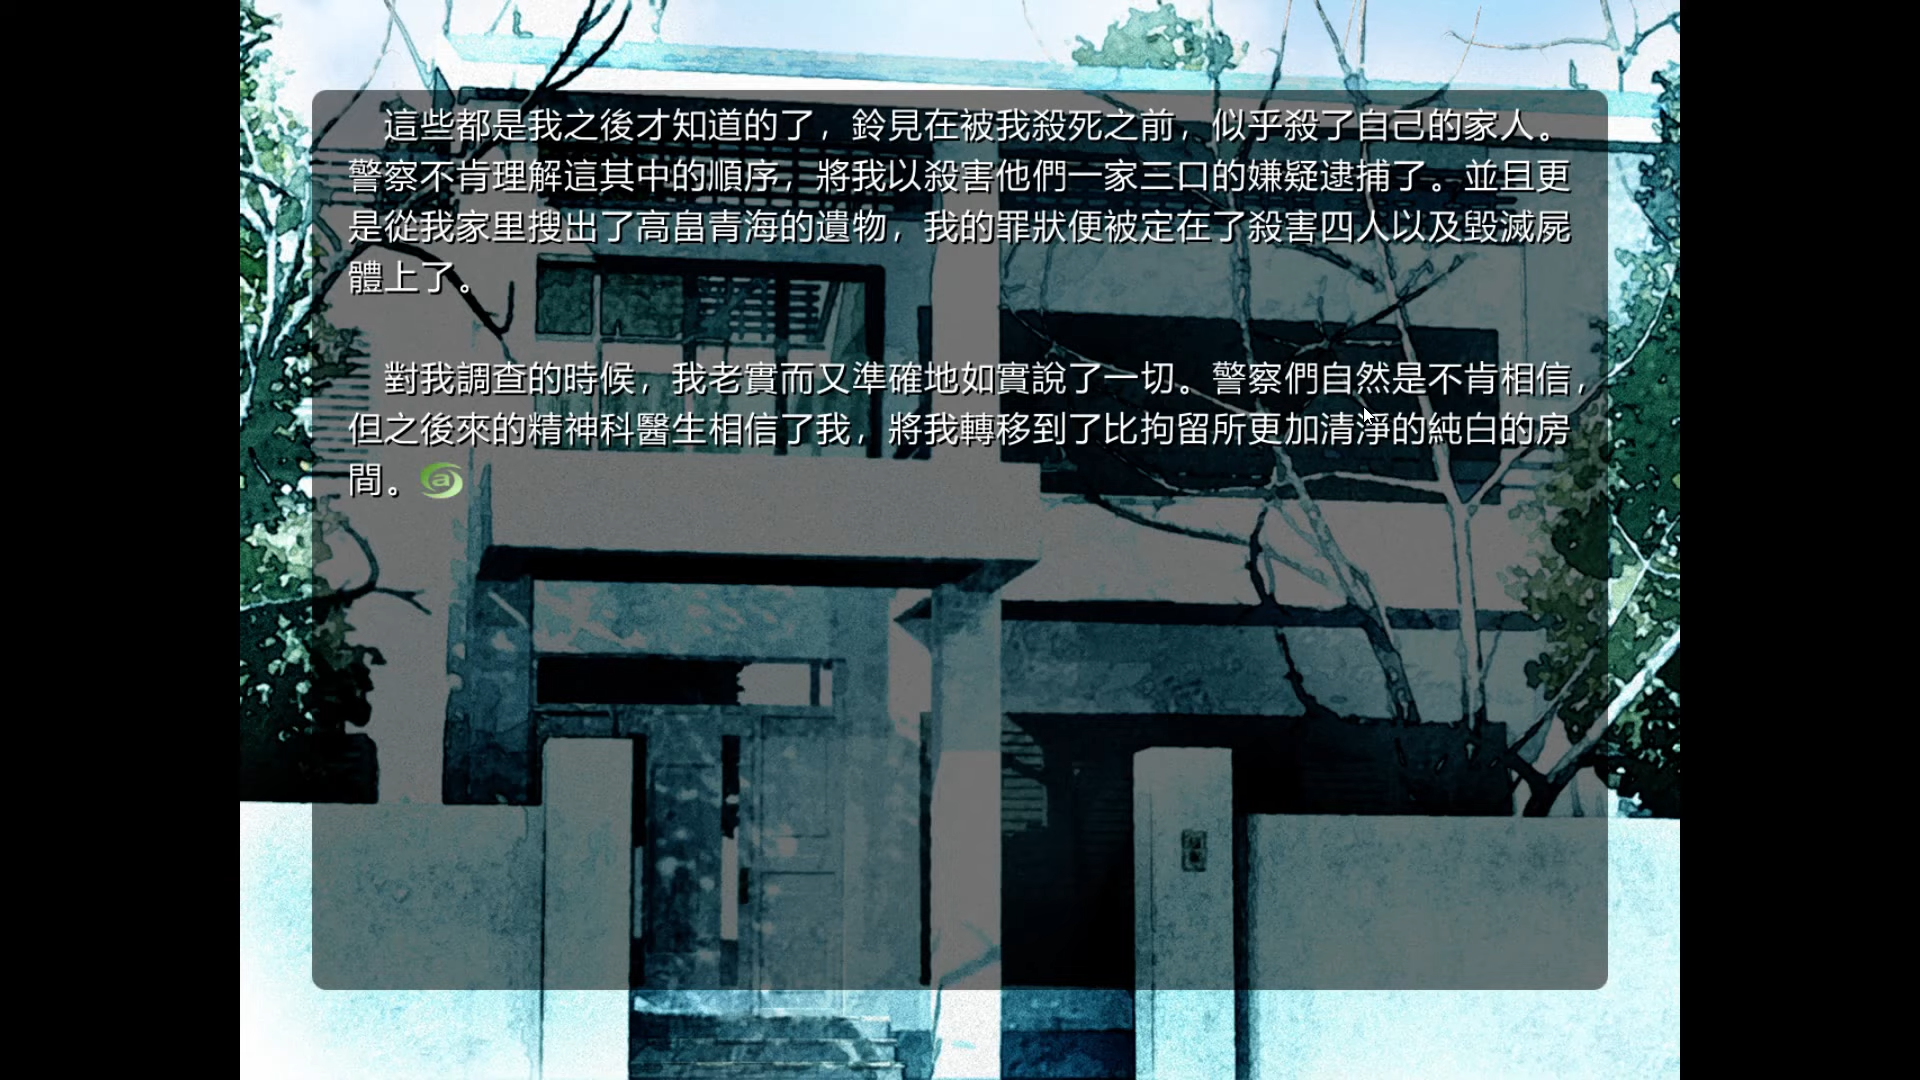 這些都是我之後才知道的了，鈴見在被我殺死之前，似乎殺了自己的家人。
警察不肯理解這其中的順序，將我以殺害他們一家三口的嫌疑逮捕了。並且更
是從我家里搜出了高畠青海的遺物，我的罪狀便被定在了殺害四人以及毀滅屍
體上了。
對我調查的時候，我老實而又準確地如實說了一切。警察們自然是不肯相信，
但之後來的精神科醫生相信了我，將我轉移到了比拘留所更加清淨的純白的房
間。